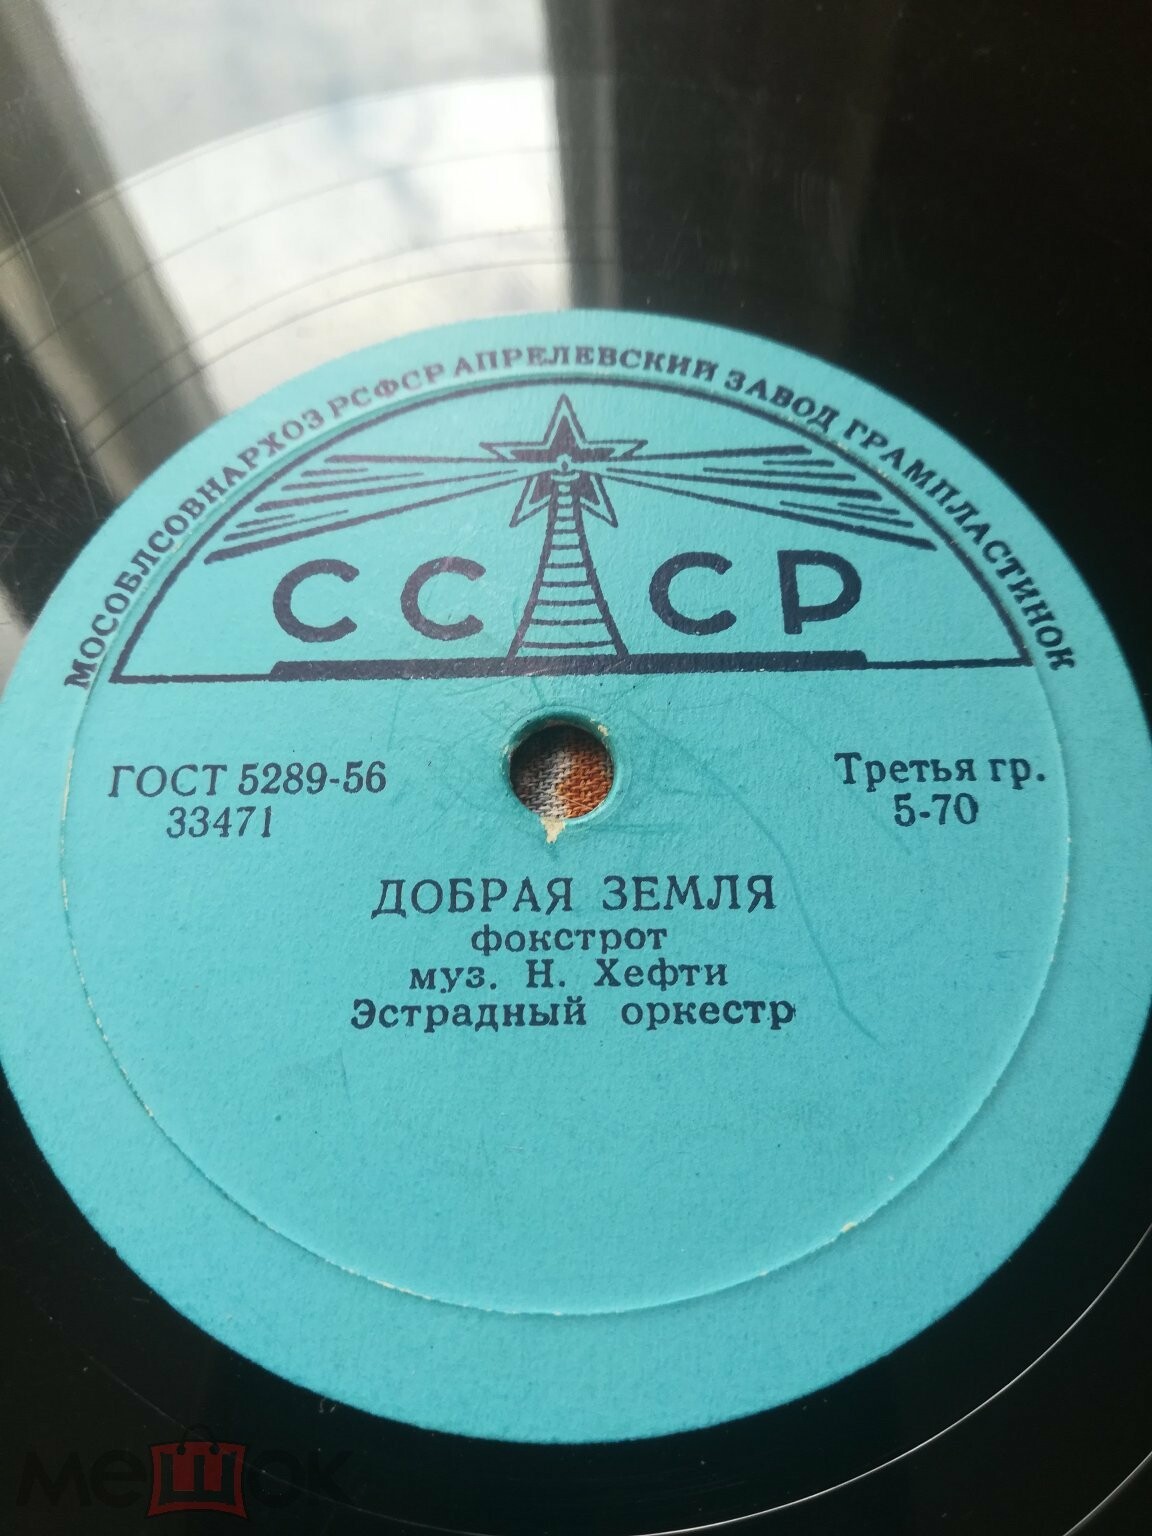 МОСОБЛСОВНАРХОЗ РСФСР АПРЕЛЕВСКИЙ ЗАВОД ГРАМПЛАСТИНОК
СССР
ГОСТ 5289-56
33471
Третья гр.
5-70
ДОБРАЯ ЗЕМЛЯ
фокстрот
муз. Н. Хефти
Эстрадный оркестр
мешок